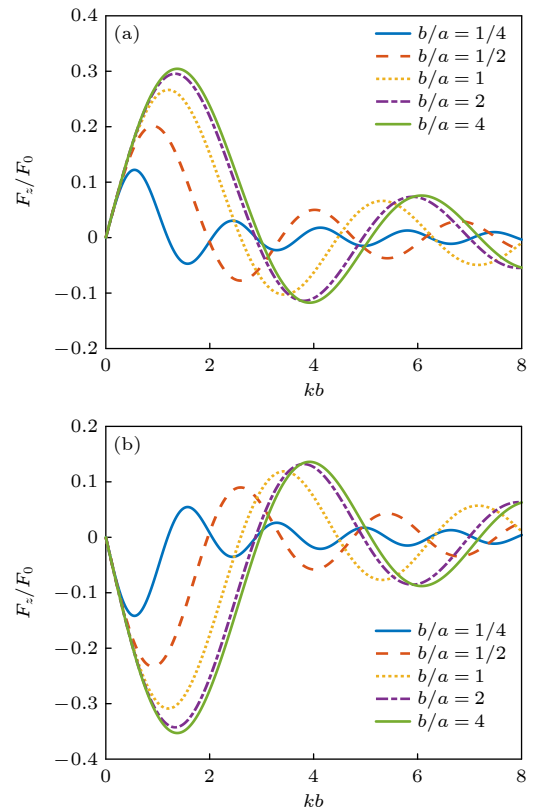 (a)
b/a = 1/4
b/a = 1/2
b/a = 1
b/a = 2
b/a = 4
F_z/F_0
0.4
0.3
0.2
0.1
0
−0.1
−0.2
0 2 4 6 8
kb
(b)
F_z/F_0
0.2
0.1
0
−0.1
−0.2
−0.3
−0.4
b/a = 1/4
b/a = 1/2
b/a = 1
b/a = 2
b/a = 4
0 2 4 6 8
kb